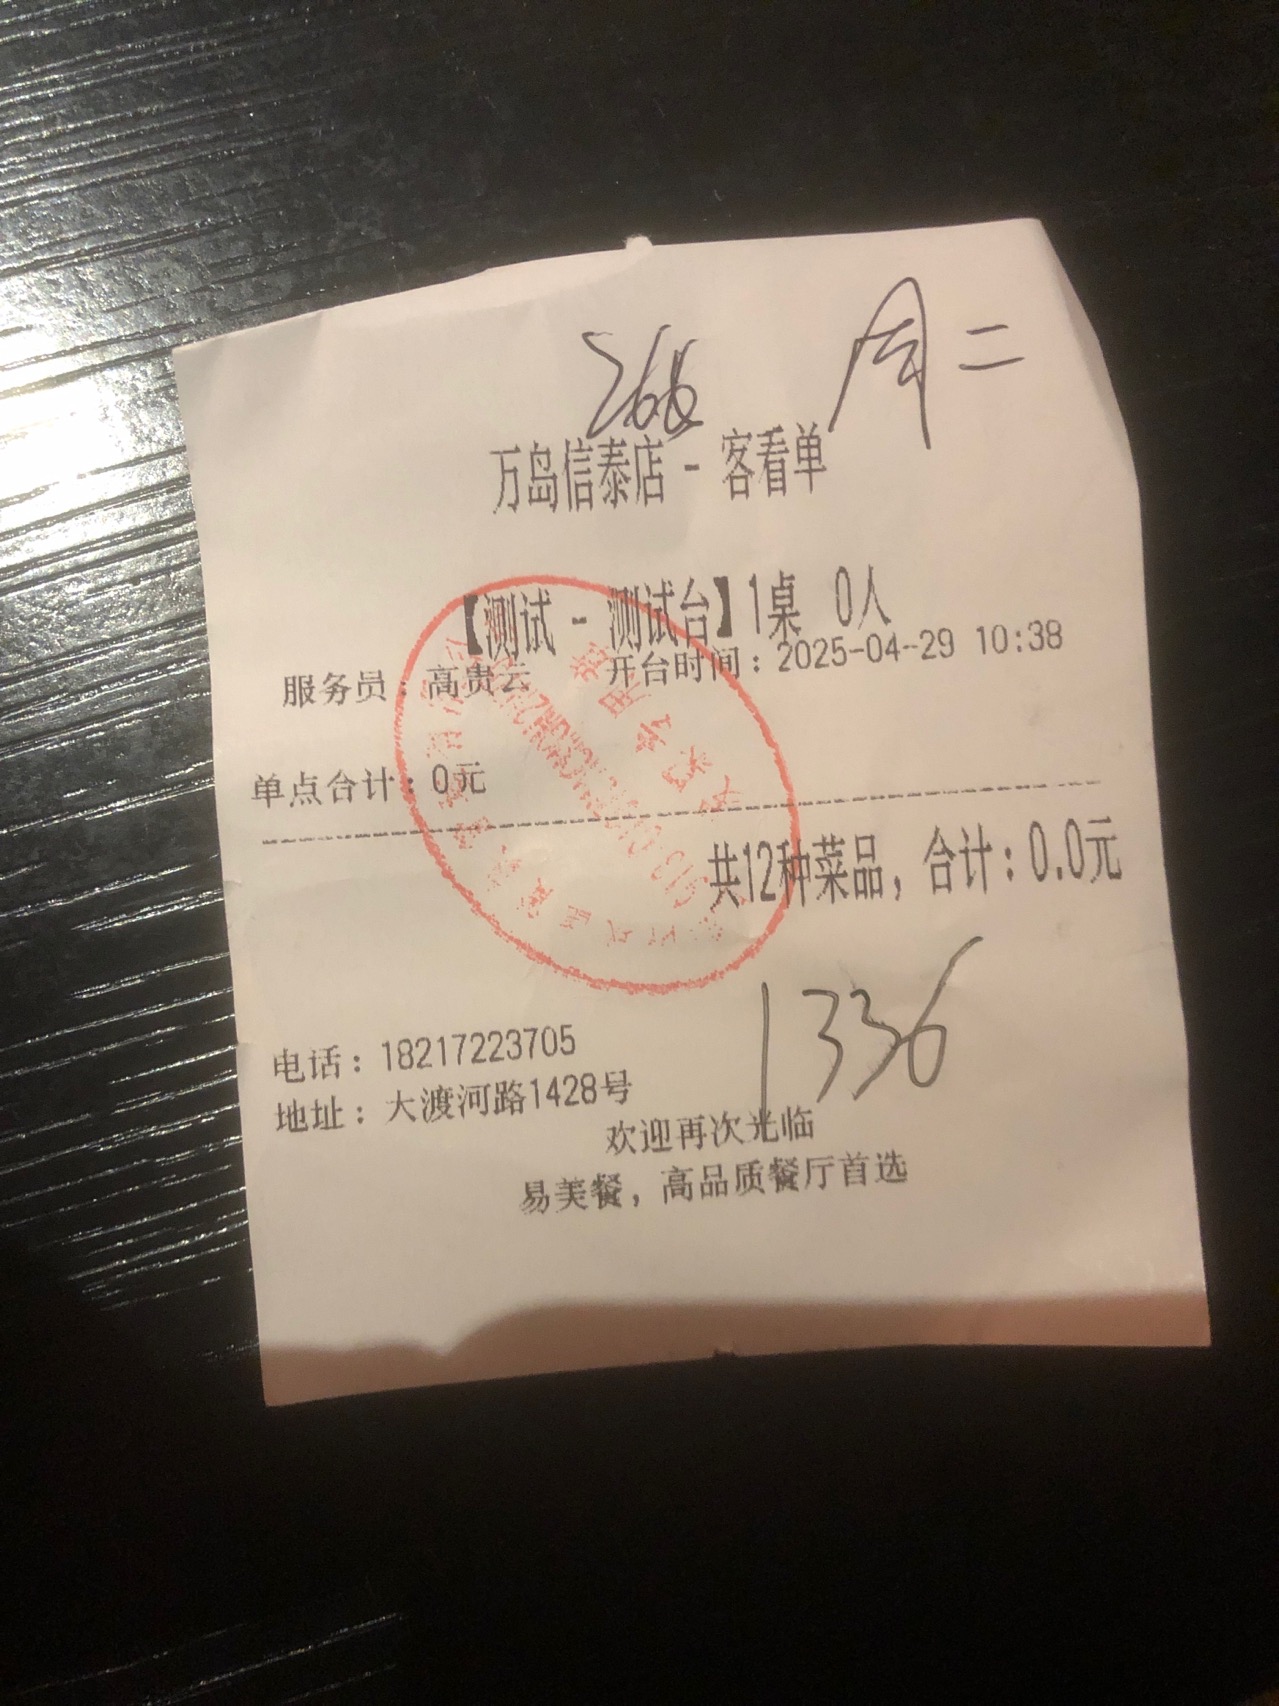 266 周二
万岛信泰店 - 客看单
【测试 - 测试台】1桌 0人
服务员：高贵云 开台时间：2025-04-29 10:38
单点合计：0元
共12种菜品，合计：0.0元
1336
电话：18217223705
地址：大渡河路1428号
欢迎再次光临
易美餐，高品质餐厅首选